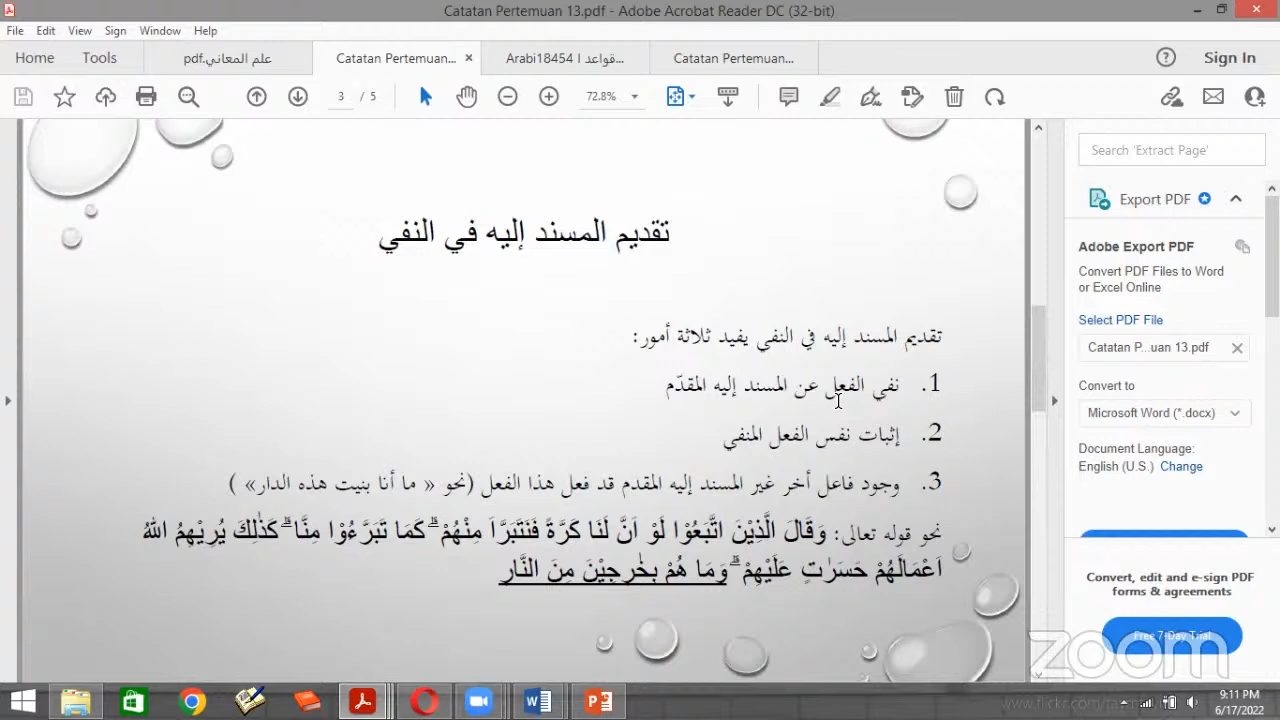 Catatan Pertemuan 13.pdf - Adobe Acrobat Reader DC (32-bit)
File Edit View Sign Window Help
Home Tools علم المعاني.pdf Catatan Pertemuan... × Arabi18454 قواعد ا... Catatan Pertemuan... Sign In
3 / 5 72.8%
Search 'Extract Page'
Export PDF
Adobe Export PDF
Convert PDF Files to Word
or Excel Online
Select PDF File
Catatan P...uan 13.pdf
Convert to
Microsoft Word (*.docx)
Document Language:
English (U.S.) Change
Convert, edit and e-sign PDF
forms & agreements
Free 7-Day Trial
تقديم المسند إليه في النفي
تقديم المسند إليه في النفي يفيد ثلاثة أمور:
1. نفي الفعل عن المسند إليه المقدّم
2. إثبات نفس الفعل المنفي
3. وجود فاعل أخر غير المسند إليه المقدم قد فعل هذا الفعل (نحو « ما أنا بنيت هذه الدار» )
نحو قوله تعالى: وَقَالَ الَّذِيْنَ اتَّبَعُوْا لَوْ اَنَّ لَنَا كَرَّةً فَنَتَبَرَّاَ مِنْهُمْ ۗ كَمَا تَبَرَّءُوْا مِنَّا ۗ كَذٰلِكَ يُرِيْهِمُ اللّٰهُ
اَعْمَالَهُمْ حَسَرٰتٍ عَلَيْهِمْ ۗ وَمَا هُمْ بِخٰرِجِيْنَ مِنَ النَّارِ
zoom
9:11 PM
6/17/2022